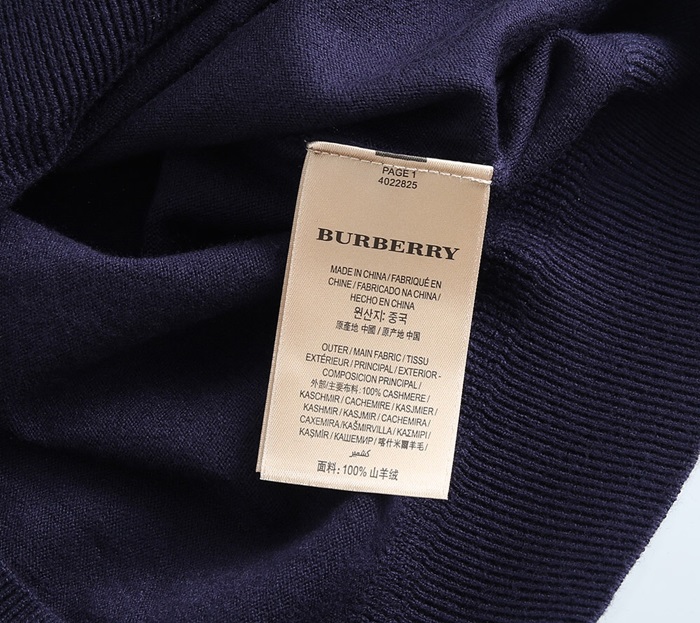 PAGE 1
4022825
BURBERRY
MADE IN CHINA / FABRIQUÉ EN
CHINE / FABRICADO NA CHINA /
HECHO EN CHINA
원산지: 중국
原產地 中國 / 原产地 中国
OUTER / MAIN FABRIC / TISSU
EXTÉRIEUR / PRINCIPAL / EXTERIOR -
COMPOSICION PRINCIPAL /
外部/主要布料: 100% CASHMERE /
KASCHMIR / CACHEMIRE / KASJMIER /
KASHMIR / KASJMIR / CACHEMIRA /
CAXEMIRA / KAŠMIRVILLA / ΚΑΣΜΙΡΙ /
KAŞMİR / КАШЕМИР / 喀什米爾羊毛 /
كشمير
面料: 100% 山羊绒